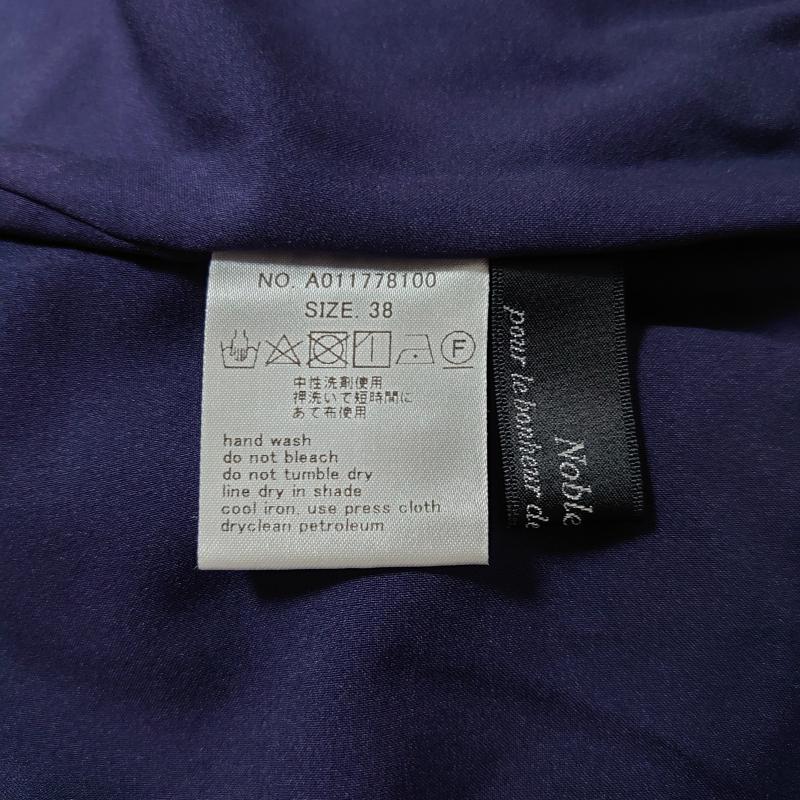 NO. A011778100
SIZE. 38
F
中性洗剤使用
押洗いで短時間に
あて布使用
hand wash
do not bleach
do not tumble dry
line dry in shade
cool iron, use press cloth
dryclean petroleum
Noble
pour le bonheur de